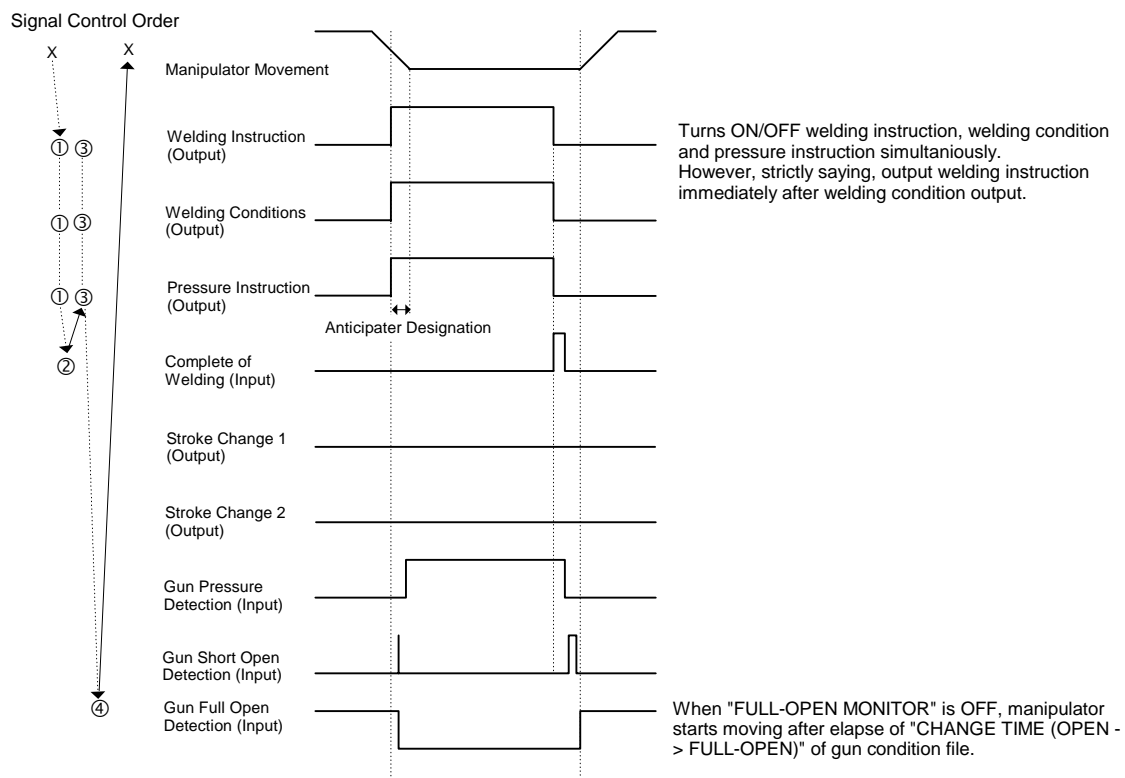 Signal Control Order
X
X
Manipulator Movement
Welding Instruction
(Output)
① ③
Turns ON/OFF welding instruction, welding condition
and pressure instruction simultaniously.
However, strictly saying, output welding instruction
immediately after welding condition output.
Welding Conditions
(Output)
① ③
Pressure Instruction
(Output)
① ③
Anticipater Designation
②
Complete of
Welding (Input)
Stroke Change 1
(Output)
Stroke Change 2
(Output)
Gun Pressure
Detection (Input)
Gun Short Open
Detection (Input)
④
Gun Full Open
Detection (Input)
When "FULL-OPEN MONITOR" is OFF, manipulator
starts moving after elapse of "CHANGE TIME (OPEN -
> FULL-OPEN)" of gun condition file.